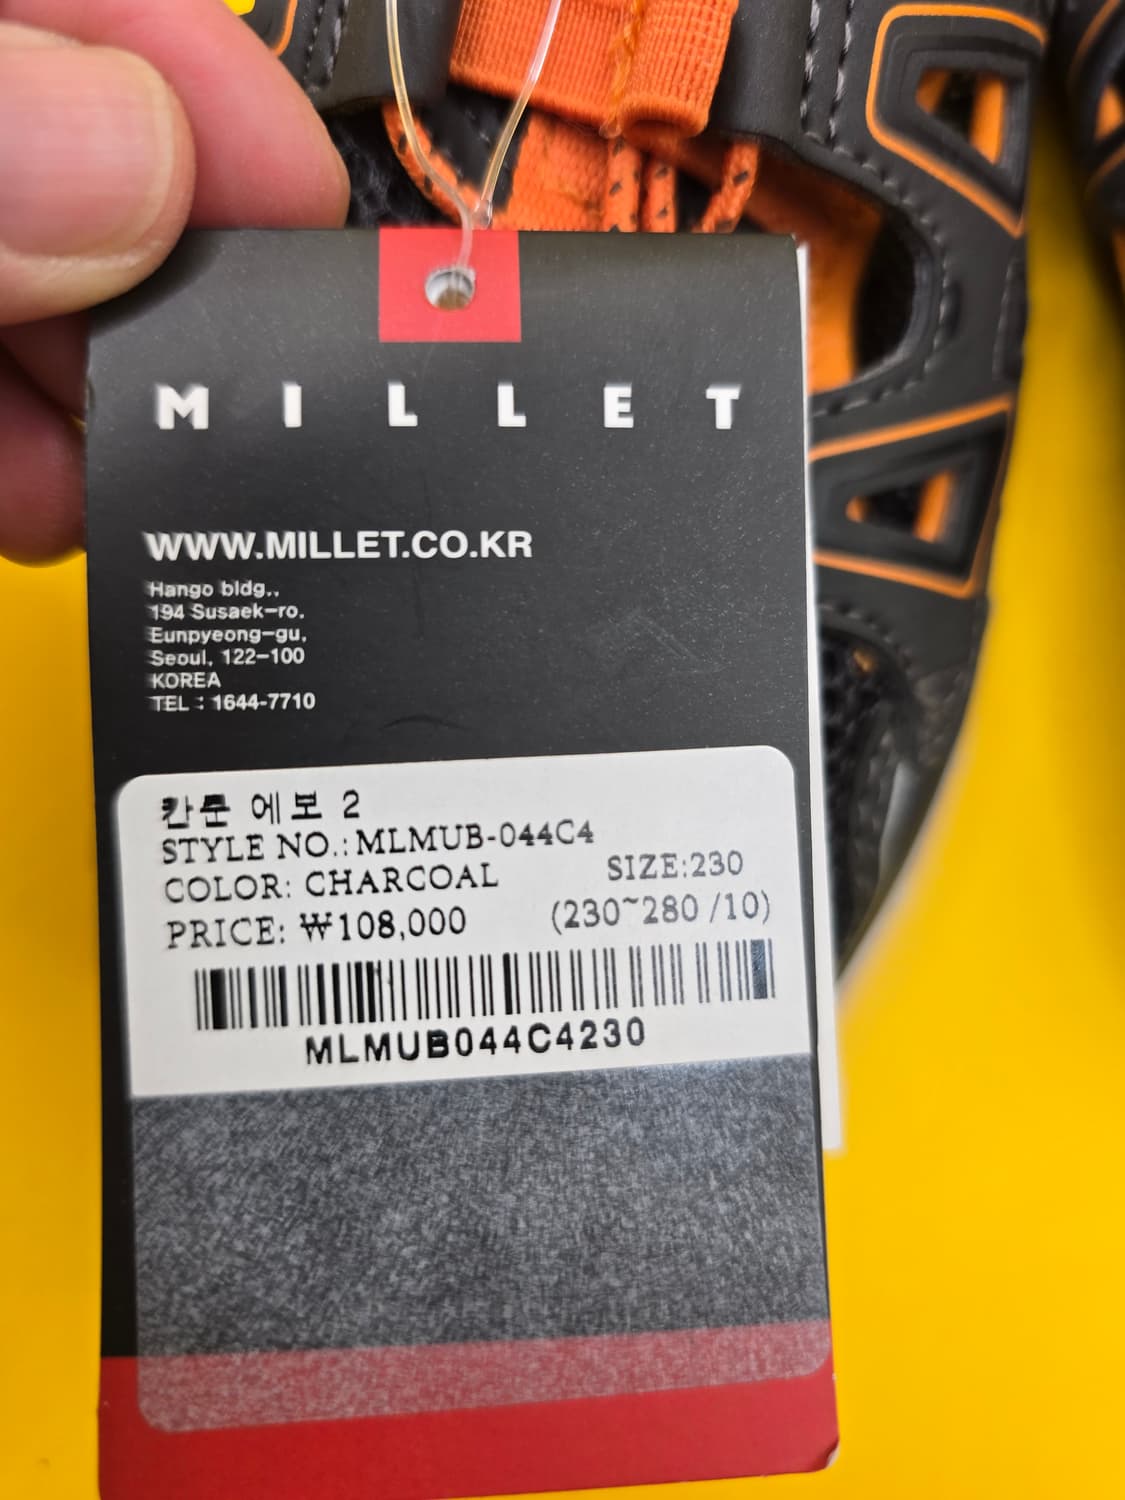 MILLET
WWW.MILLET.CO.KR
Hango bldg.,
194 Susaek-ro,
Eunpyeong-gu,
Seoul, 122-100
KOREA
TEL : 1644-7710
칸쿤 에보 2
STYLE NO.: MLMUB-044C4
COLOR: CHARCOAL SIZE:230
PRICE: ₩108,000 (230~280 /10)
MLMUB044C4230